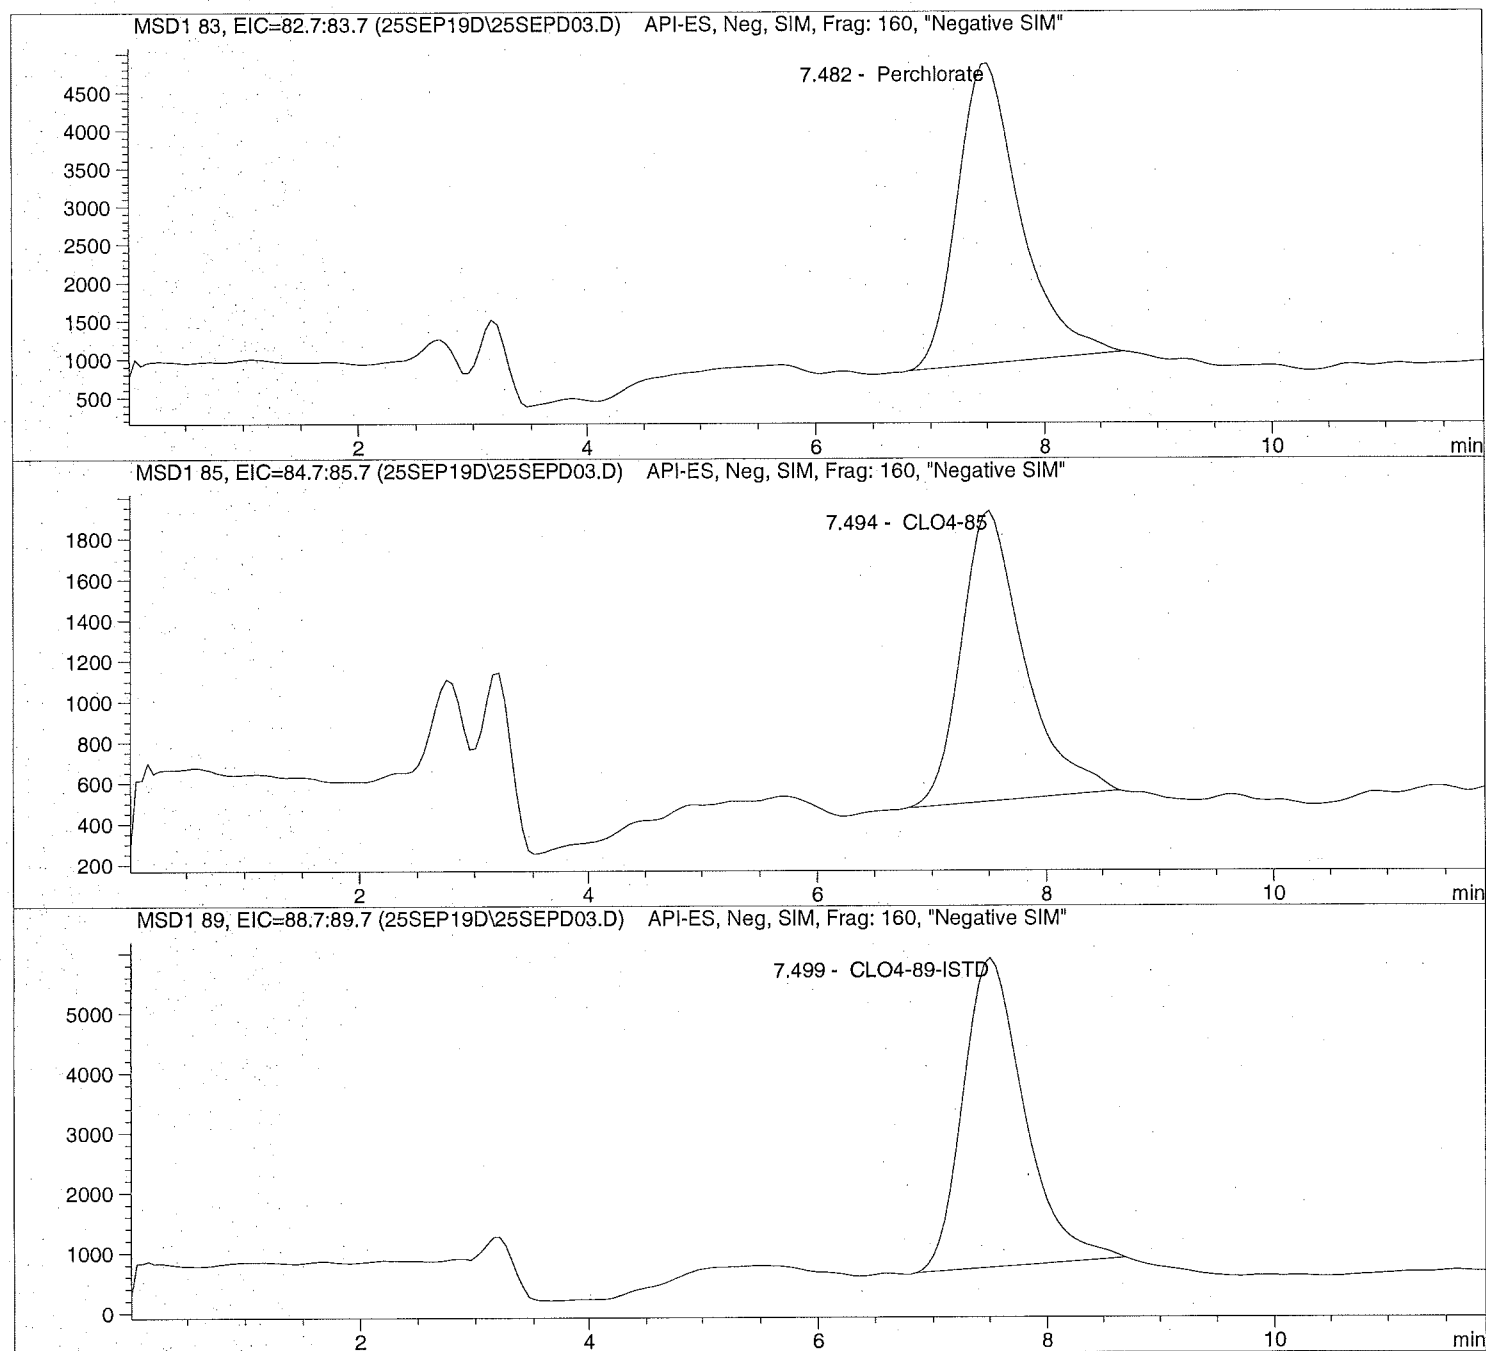 MSD1 83, EIC=82.7:83.7 (25SEP19D\25SEPD03.D) API-ES, Neg, SIM, Frag: 160, "Negative SIM"
7.482 - Perchlorate
4500
4000
3500
3000
2500
2000
1500
1000
500
2 4 6 8 10 min
MSD1 85, EIC=84.7:85.7 (25SEP19D\25SEPD03.D) API-ES, Neg, SIM, Frag: 160, "Negative SIM"
7.494 - CLO4-85
1800
1600
1400
1200
1000
800
600
400
200
2 4 6 8 10 min
MSD1 89, EIC=88.7:89.7 (25SEP19D\25SEPD03.D) API-ES, Neg, SIM, Frag: 160, "Negative SIM"
7.499 - CLO4-89-ISTD
5000
4000
3000
2000
1000
0
2 4 6 8 10 min